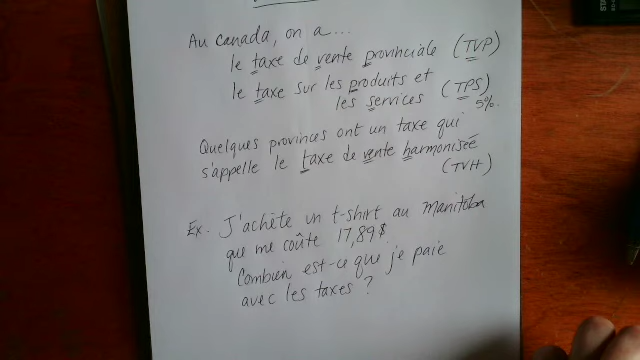 Au Canada, on a...
le taxe de vente provinciale (TVP)
le taxe sur les produits et
les services (TPS)
5%.
Quelques provinces ont un taxe qui
s'appelle le taxe de vente harmonisée
(TVH)
Ex. J'achète un t-shirt au Manitoba
que me coûte 17,89$.
Combien est-ce que je paie
avec les taxes ?